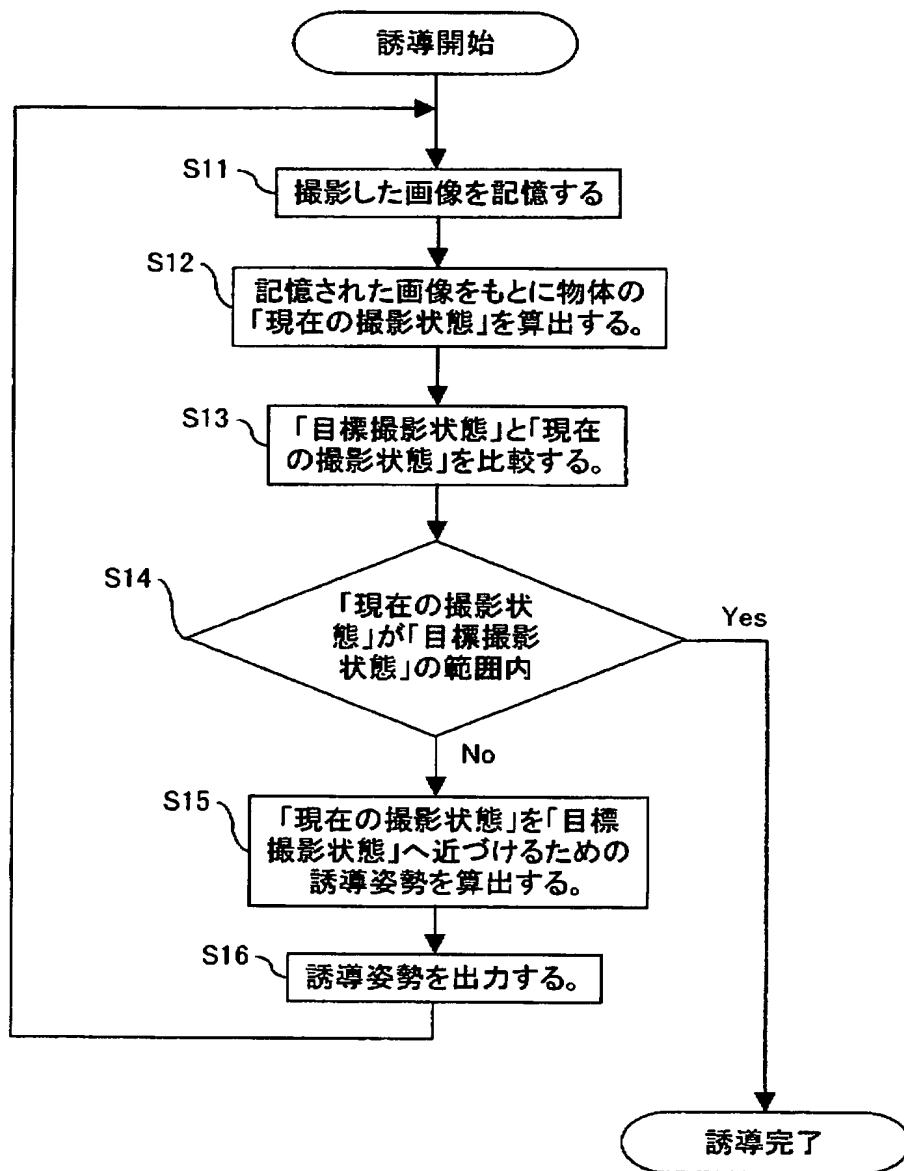 誘導開始
S11
撮影した画像を記憶する
S12
記憶された画像をもとに物体の
「現在の撮影状態」を算出する。
S13
「目標撮影状態」と「現在
の撮影状態」を比較する。
S14
「現在の撮影状
態」が「目標撮影
状態」の範囲内
Yes
No
S15
「現在の撮影状態」を「目標
撮影状態」へ近づけるための
誘導姿勢を算出する。
S16
誘導姿勢を出力する。
誘導完了